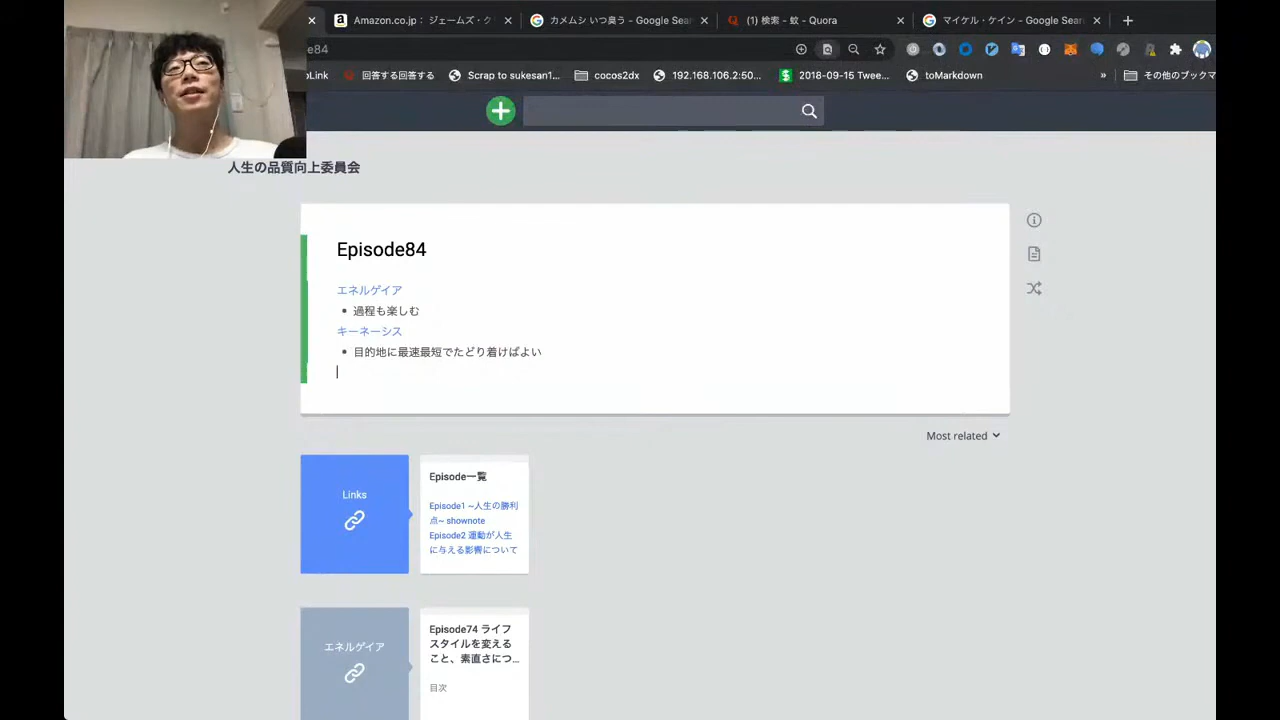 Amazon.co.jp： ジェームズ・ク
カメムシ いつ臭う - Google Sear
(1) 検索 - 蚊 - Quora
マイケル・ケイン - Google Sear
e84
oLink
回答する回答する
Scrap to sukesan1...
cocos2dx
192.168.106.2:50...
2018-09-15 Twee...
toMarkdown
»
その他のブックマ
人生の品質向上委員会
Episode84
エネルゲイア
• 過程も楽しむ
キーネーシス
• 目的地に最速最短でたどり着けばよい
Most related
Links
Episode一覧
Episode1 ~人生の勝利
点~ shownote
Episode2 運動が人生
に与える影響について
エネルゲイア
Episode74 ライフ
スタイルを変える
こと、素直さにつ...
目次